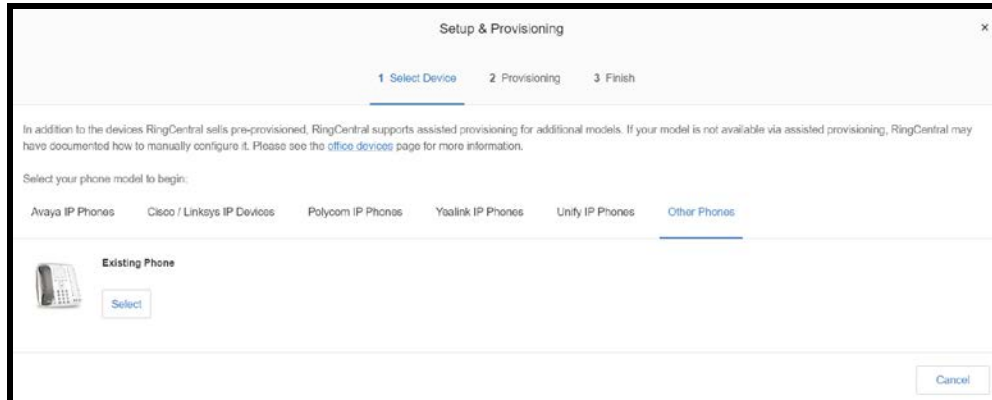 Setup & Provisioning
×
1 Select Device 2 Provisioning 3 Finish
In addition to the devices RingCentral sells pre-provisioned, RingCentral supports assisted provisioning for additional models. If your model is not available via assisted provisioning, RingCentral may
have documented how to manually configure it. Please see the office devices page for more information.
Select your phone model to begin:
Avaya IP Phones Cisco / Linksys IP Devices Polycom IP Phones Yealink IP Phones Unify IP Phones Other Phones
Existing Phone
Select
Cancel